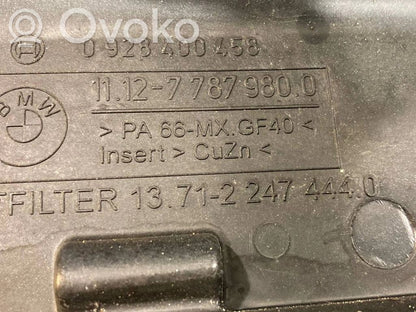 Ovoko
0 928 400 458
BMW
11.12-7 787 980.0
> PA 66-MX.GF40 <
Insert > CuZn <
FILTER 13.71-2 247 444.0